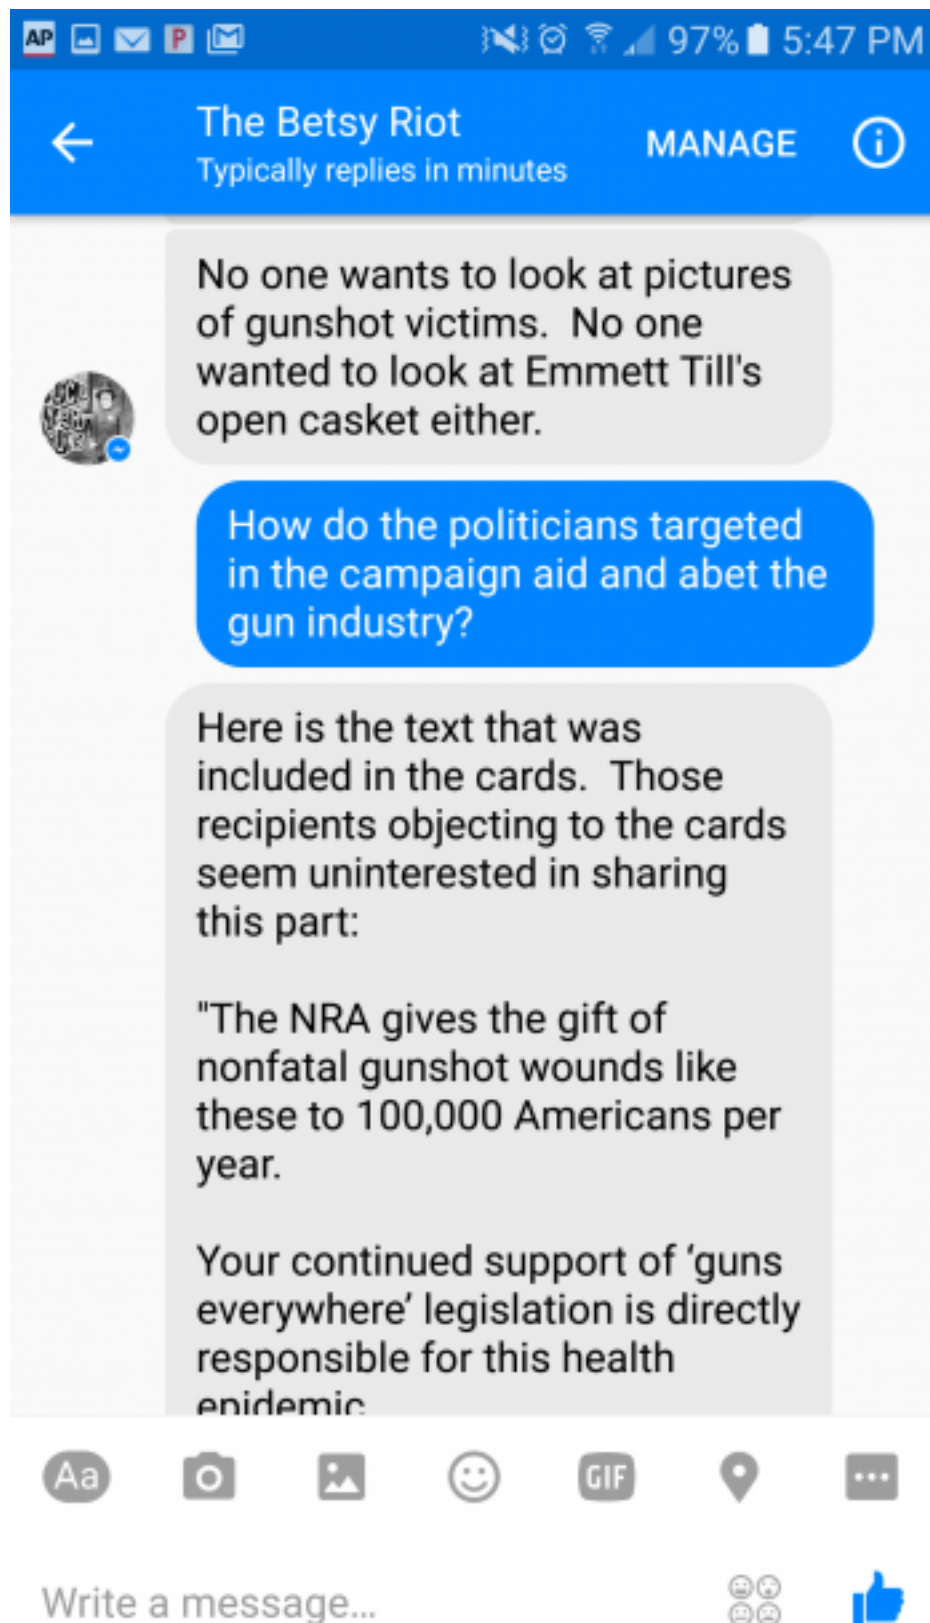 AP P M 97% 5:47 PM
The Betsy Riot
Typically replies in minutes
MANAGE
No one wants to look at pictures
of gunshot victims.  No one
wanted to look at Emmett Till's
open casket either.
How do the politicians targeted
in the campaign aid and abet the
gun industry?
Here is the text that was
included in the cards.  Those
recipients objecting to the cards
seem uninterested in sharing
this part:
"The NRA gives the gift of
nonfatal gunshot wounds like
these to 100,000 Americans per
year.
Your continued support of ‘guns
everywhere’ legislation is directly
responsible for this health
epidemic
Aa GIF
Write a message...